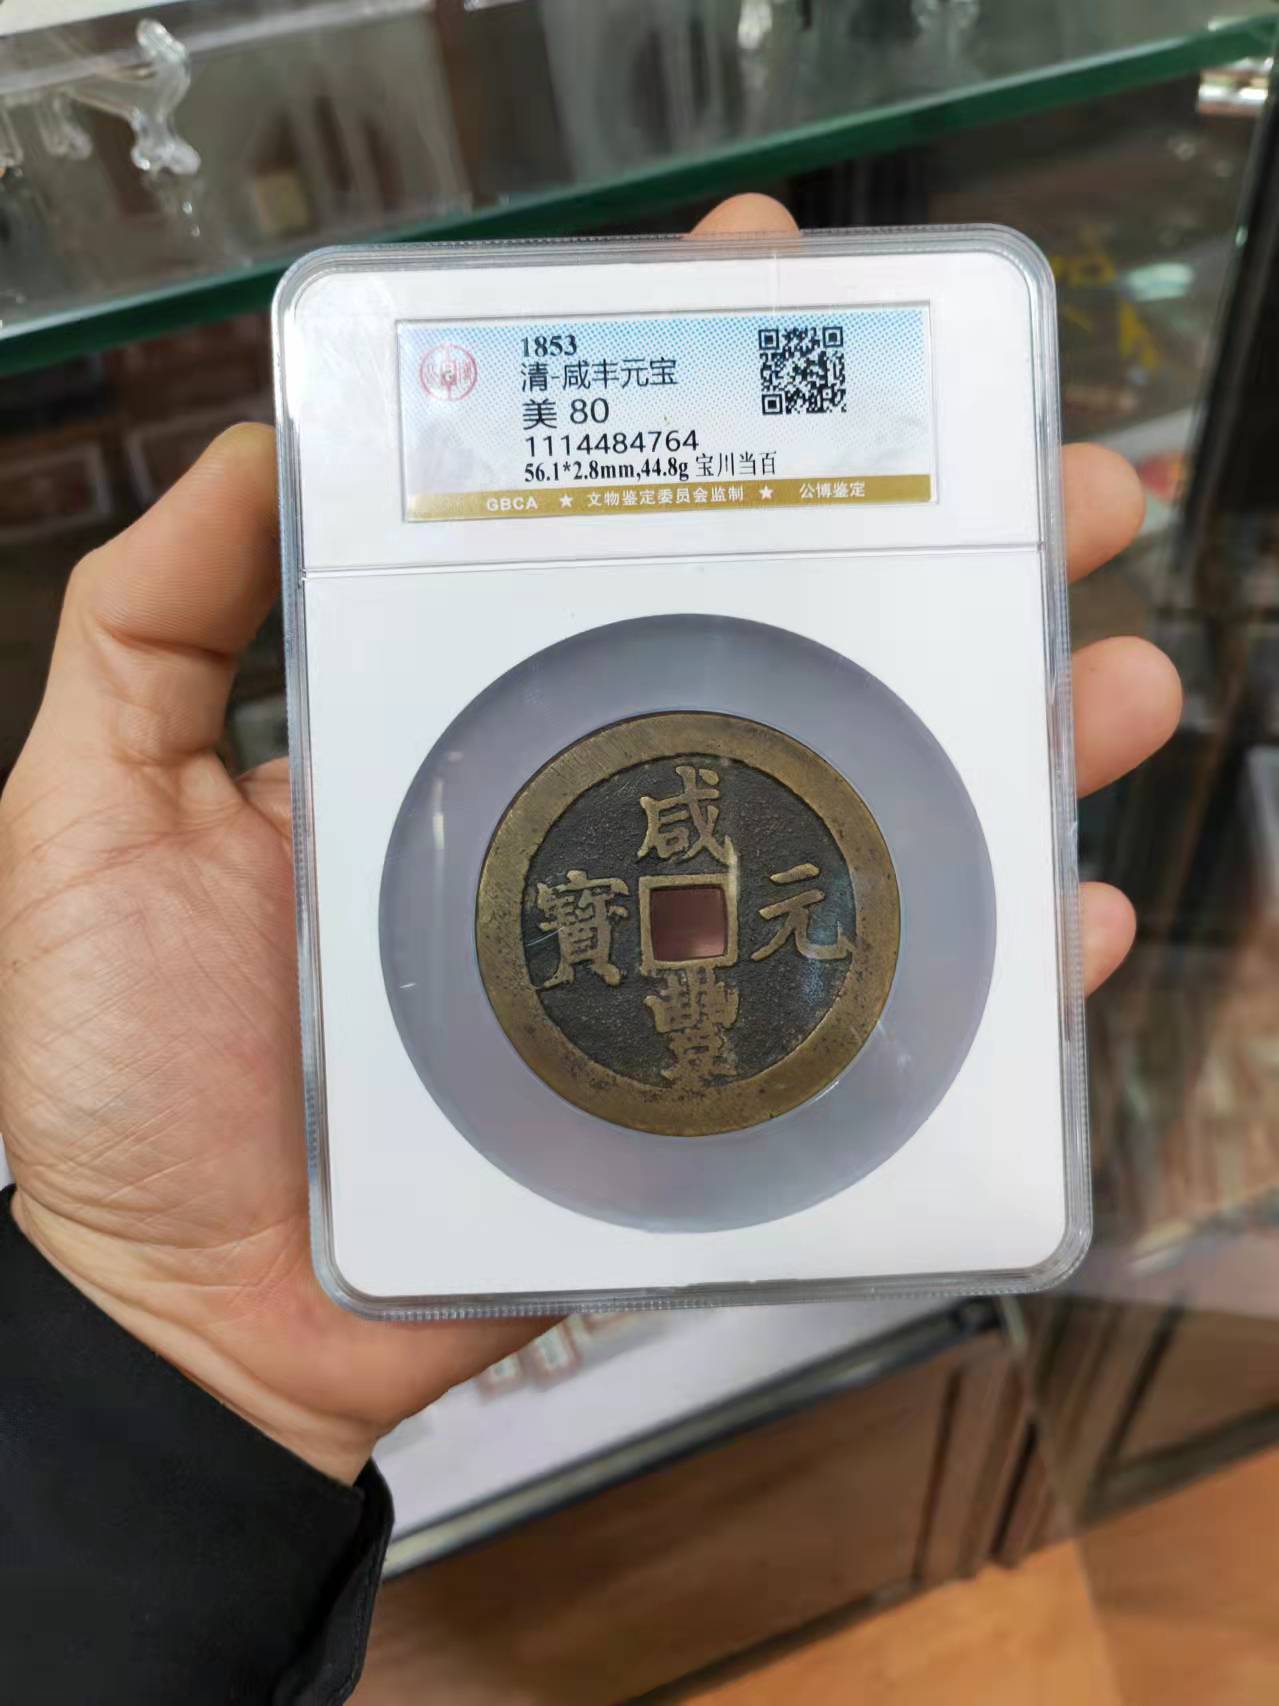 1853
清-咸丰元宝
美 80
1114484764
56.1*2.8mm,44.8g 宝川当百
GBCA ★ 文物鉴定委员会监制 ★ 公博鉴定
咸
寶 元
豐